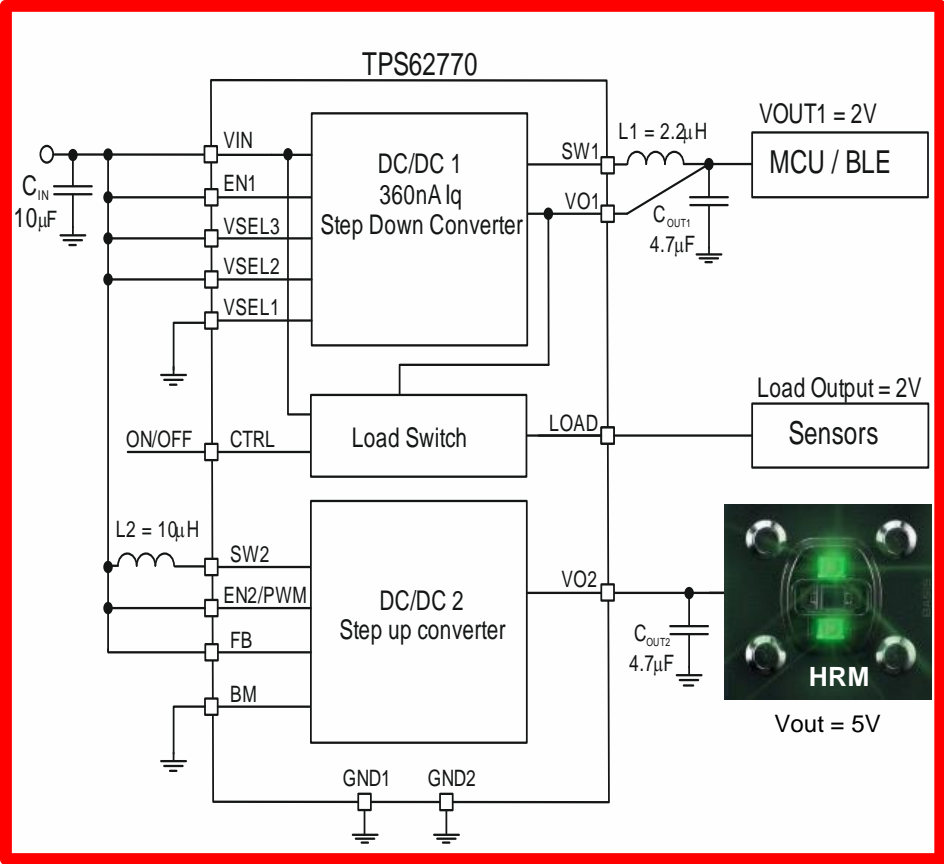 TPS62770
VIN
EN1
VSEL3
VSEL2
VSEL1
C_IN
10μF
DC/DC 1
360nA Iq
Step Down Converter
SW1
VO1
L1 = 2.2μH
VOUT1 = 2V
MCU / BLE
C_OUT1
4.7μF
ON/OFF
CTRL
Load Switch
LOAD
Load Output = 2V
Sensors
L2 = 10μH
SW2
EN2/PWM
FB
BM
DC/DC 2
Step up converter
VO2
C_OUT2
4.7μF
HRM
Vout = 5V
GND1
GND2